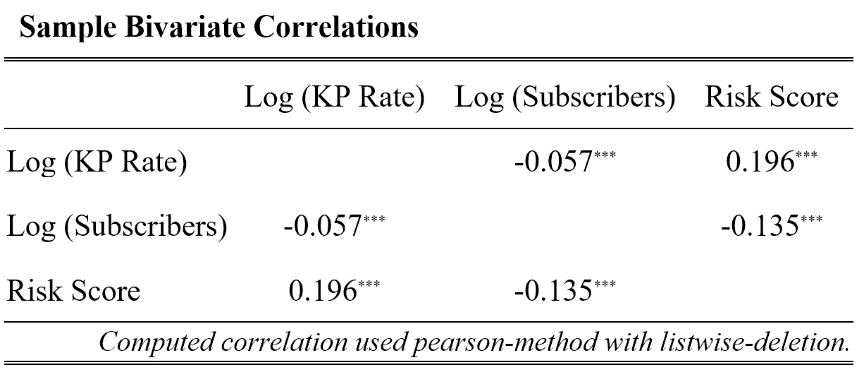 Sample Bivariate Correlations
Log (KP Rate) Log (Subscribers) Risk Score
Log (KP Rate) -0.057*** 0.196***
Log (Subscribers) -0.057*** -0.135***
Risk Score 0.196*** -0.135***
Computed correlation used pearson-method with listwise-deletion.